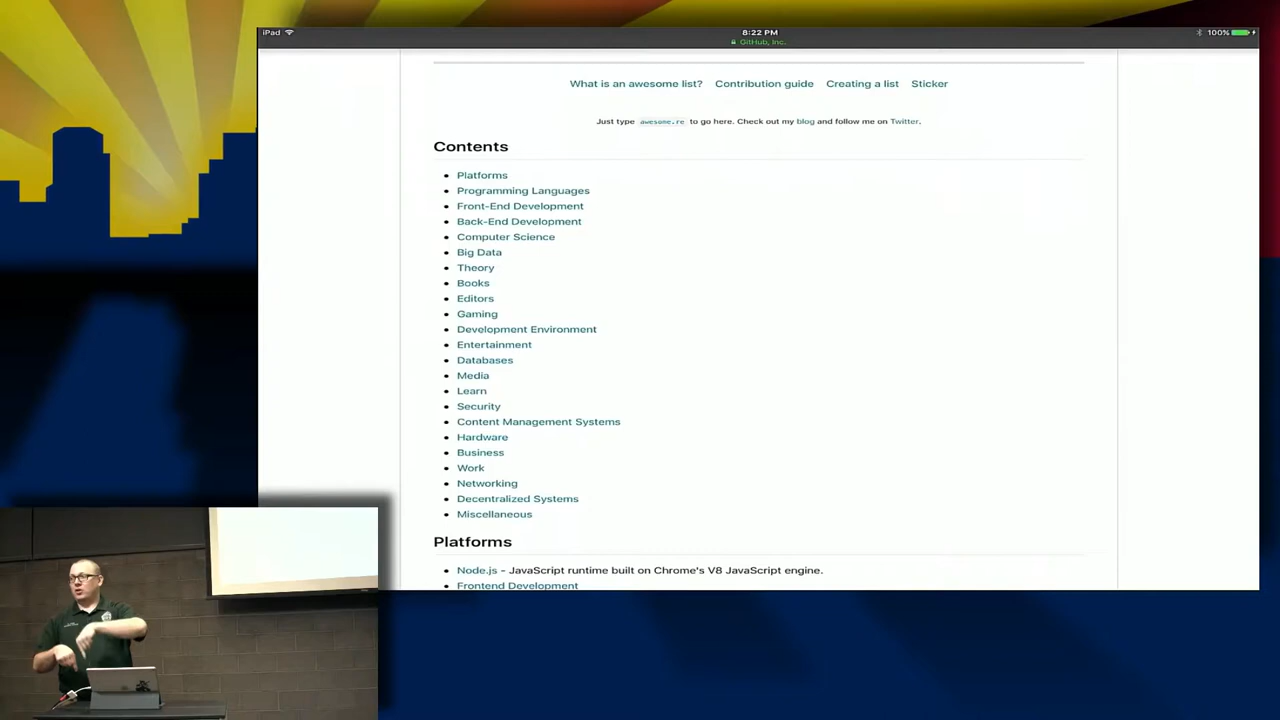 iPad
8:22 PM
100%
GitHub, Inc.
What is an awesome list? Contribution guide Creating a list Sticker
Just type awesome.re to go here. Check out my blog and follow me on Twitter.
Contents
Platforms
Programming Languages
Front-End Development
Back-End Development
Computer Science
Big Data
Theory
Books
Editors
Gaming
Development Environment
Entertainment
Databases
Media
Learn
Security
Content Management Systems
Hardware
Business
Work
Networking
Decentralized Systems
Miscellaneous
Platforms
Node.js - JavaScript runtime built on Chrome's V8 JavaScript engine.
Frontend Development